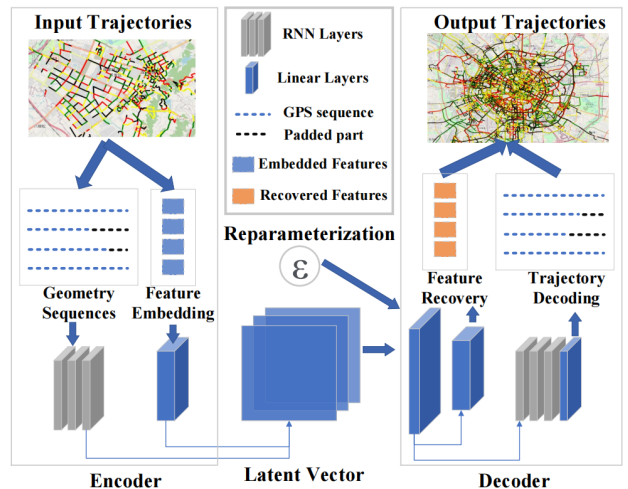 Input Trajectories
RNN Layers
Linear Layers
GPS sequence
Padded part
Embedded Features
Recovered Features
Output Trajectories
Reparameterization
ε
Geometry
Sequences
Feature
Embedding
Feature
Recovery
Trajectory
Decoding
Encoder
Latent Vector
Decoder